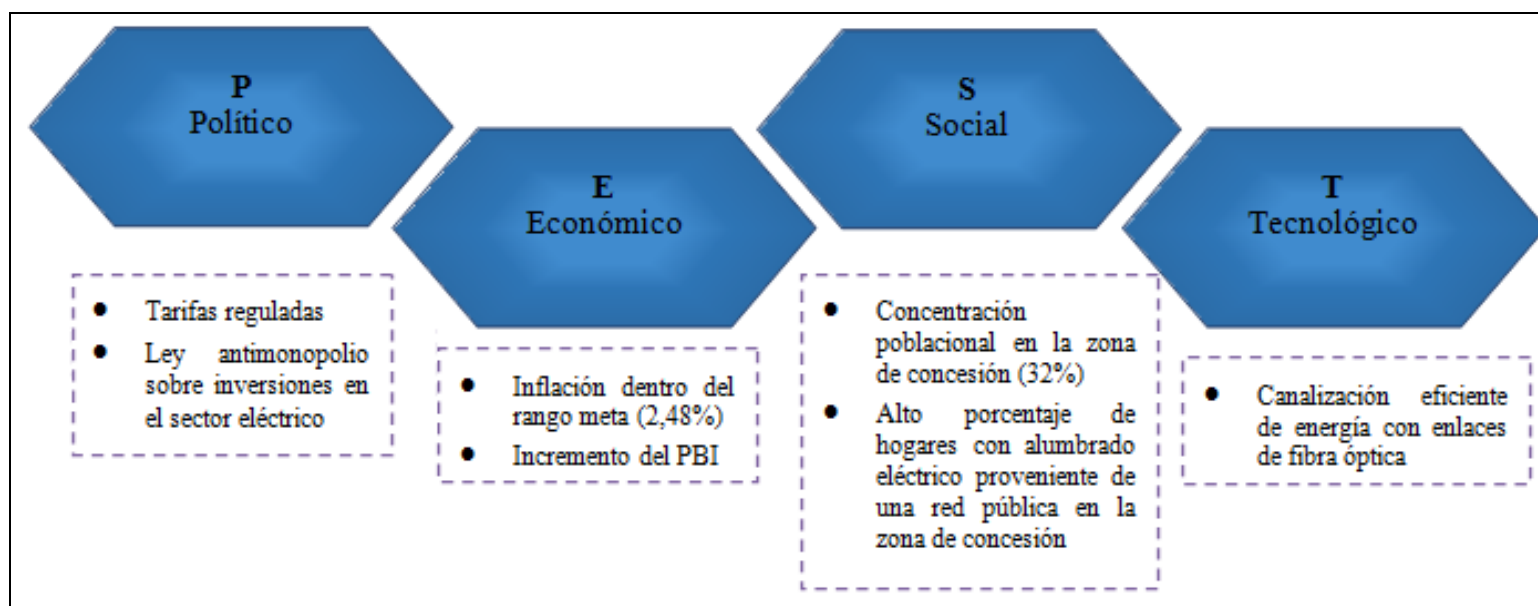 P
Político
● Tarifas reguladas
● Ley antimonopolio
sobre inversiones en
el sector eléctrico
E
Económico
● Inflación dentro del
rango meta (2,48%)
● Incremento del PBI
S
Social
● Concentración
poblacional en la zona
de concesión (32%)
● Alto porcentaje de
hogares con alumbrado
eléctrico proveniente de
una red pública en la
zona de concesión
T
Tecnológico
● Canalización eficiente
de energía con enlaces
de fibra óptica